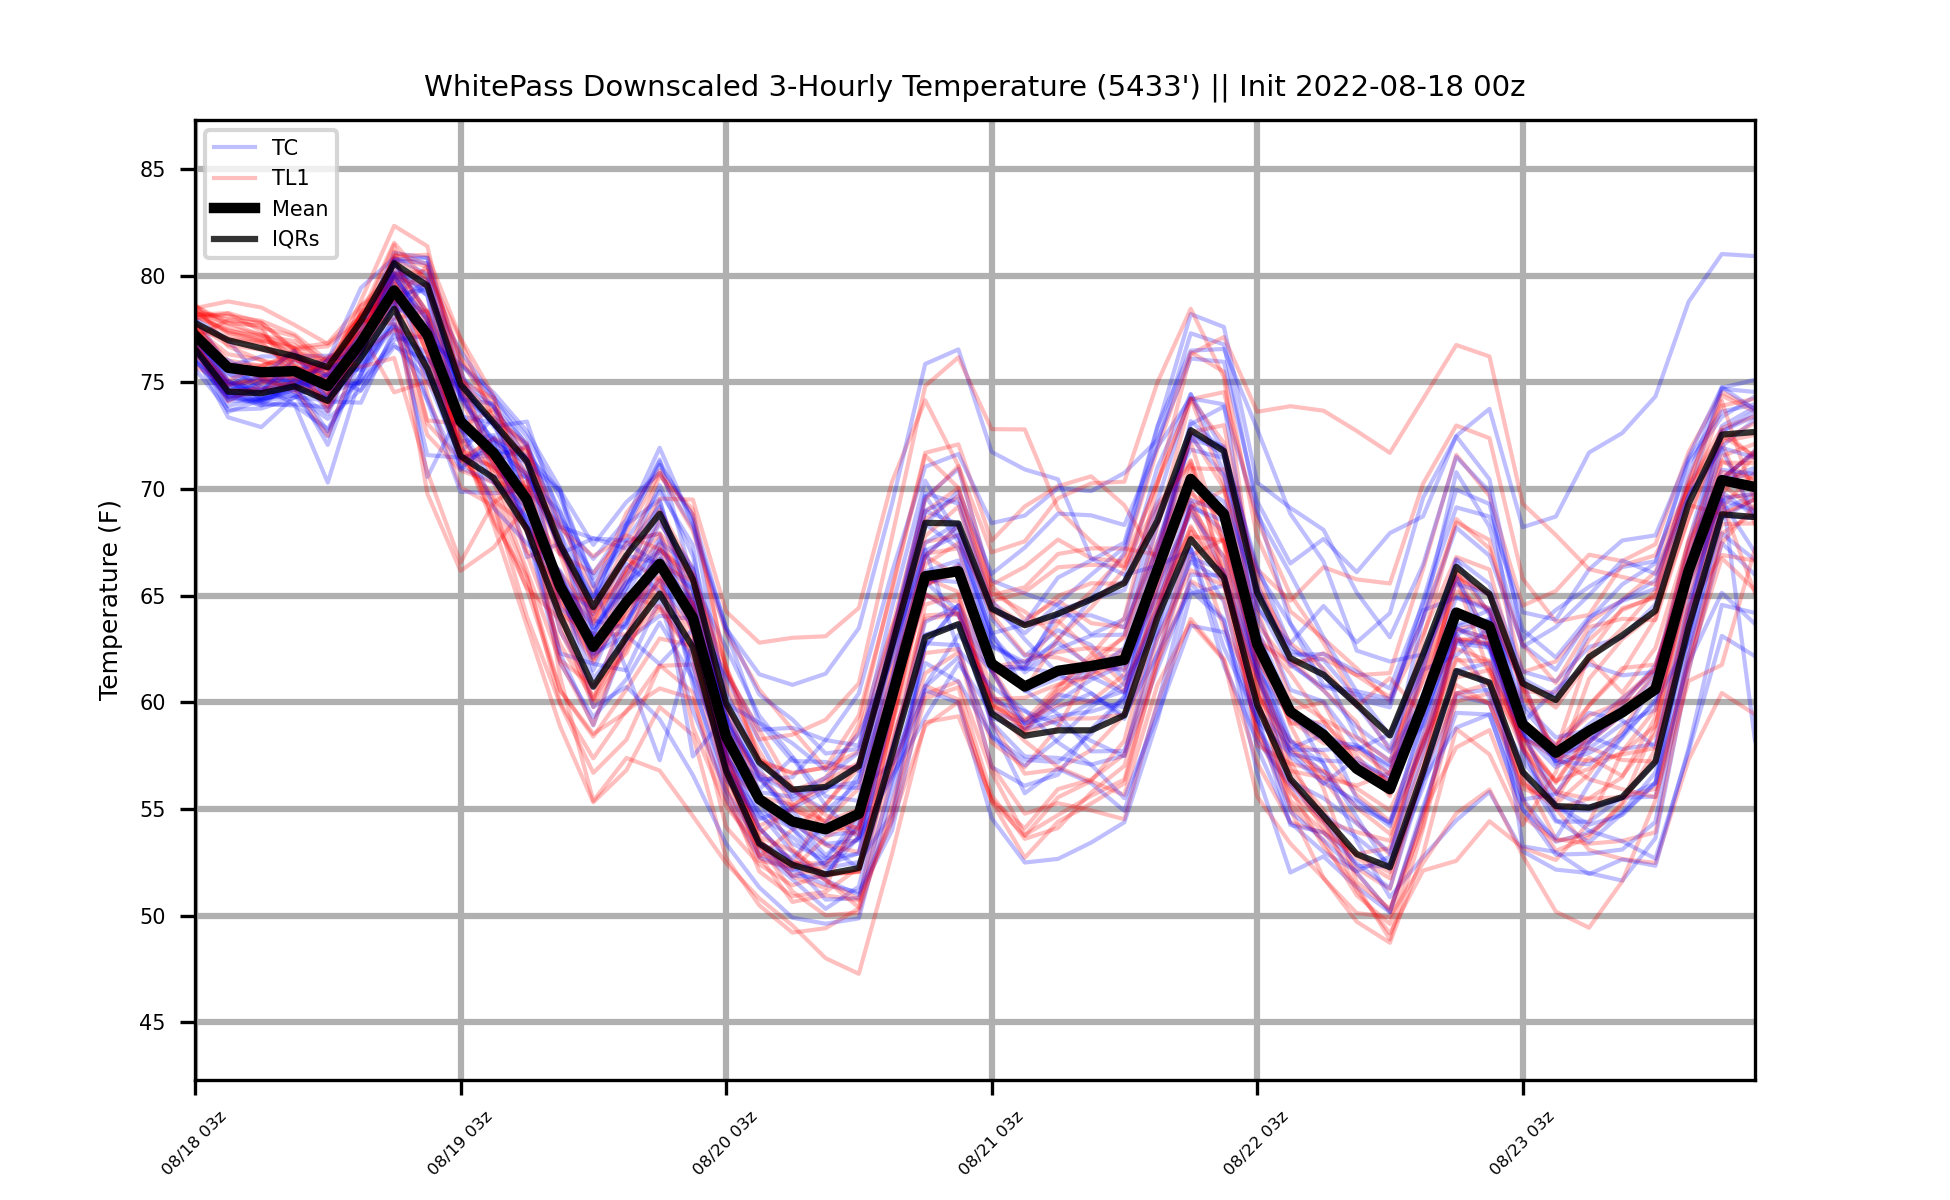 WhitePass Downscaled 3-Hourly Temperature (5433') || Init 2022-08-18 00z
TC
TL1
Mean
IQRs
Temperature (F)
85
80
75
70
65
60
55
50
45
08/18 03z
08/19 03z
08/20 03z
08/21 03z
08/22 03z
08/23 03z